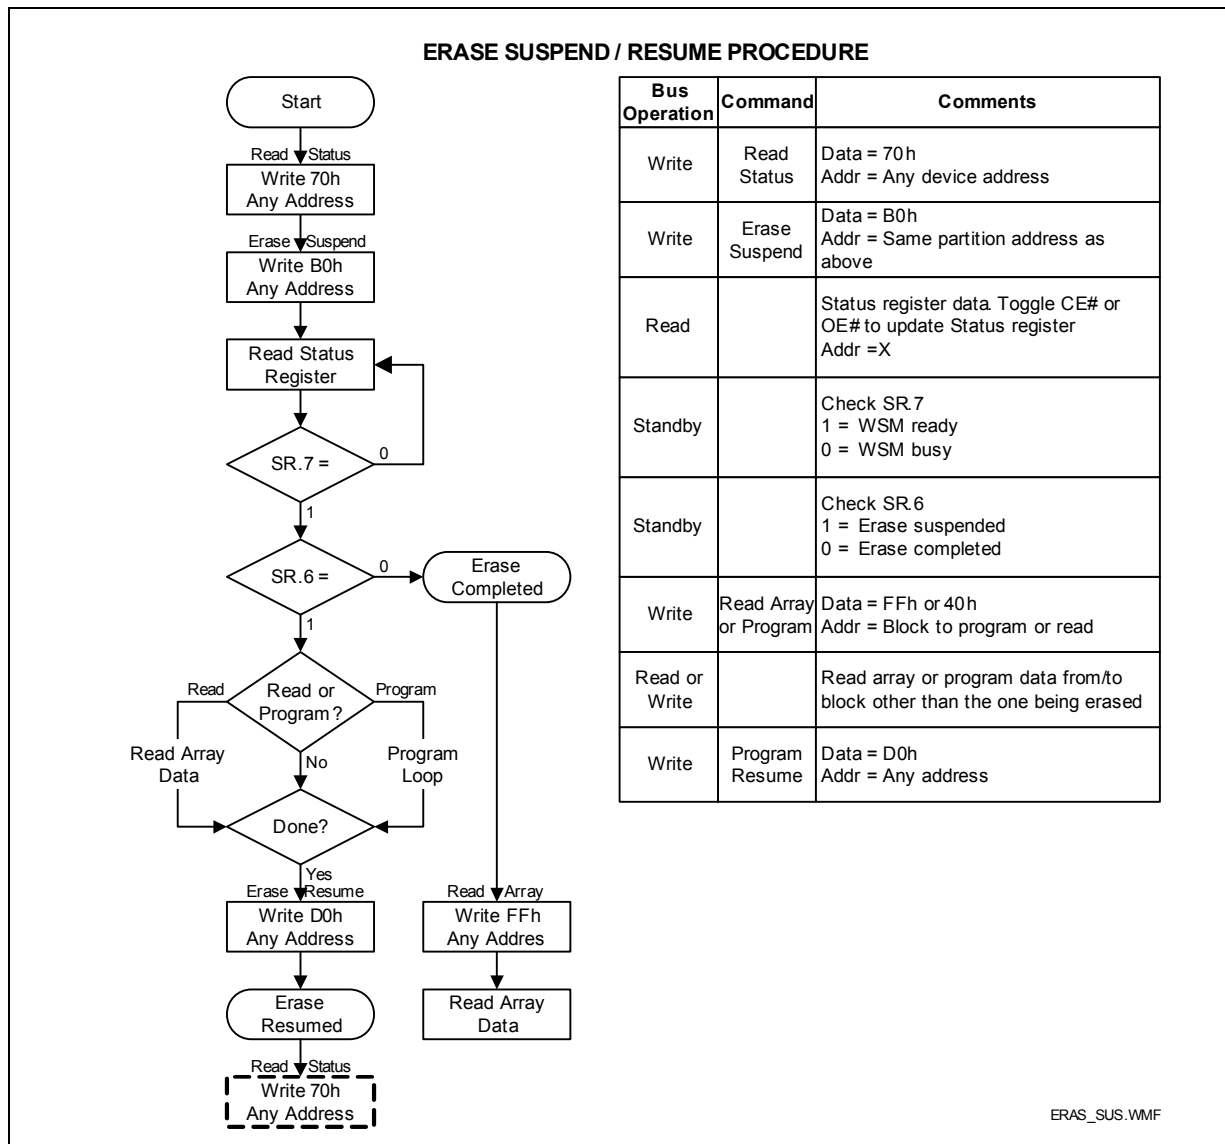 ERASE SUSPEND / RESUME PROCEDURE
Start
Read Status
Write 70h
Any Address
Erase Suspend
Write B0h
Any Address
Read Status
Register
SR.7 =
0
1
SR.6 =
0
Erase
Completed
1
Read
Read or
Program?
Program
Read Array
Data
No
Program
Loop
Done?
Yes
Erase Resume
Write D0h
Any Address
Read Array
Write FFh
Any Addres
Erase
Resumed
Read Array
Data
Read Status
Write 70h
Any Address
Bus
Operation
Command
Comments
Write
Read
Status
Data = 70h
Addr = Any device address
Write
Erase
Suspend
Data = B0h
Addr = Same partition address as
above
Read
Status register data. Toggle CE# or
OE# to update Status register
Addr =X
Standby
Check SR.7
1 = WSM ready
0 = WSM busy
Standby
Check SR.6
1 = Erase suspended
0 = Erase completed
Write
Read Array
or Program
Data = FFh or 40h
Addr = Block to program or read
Read or
Write
Read array or program data from/to
block other than the one being erased
Write
Program
Resume
Data = D0h
Addr = Any address
ERAS_SUS.WMF